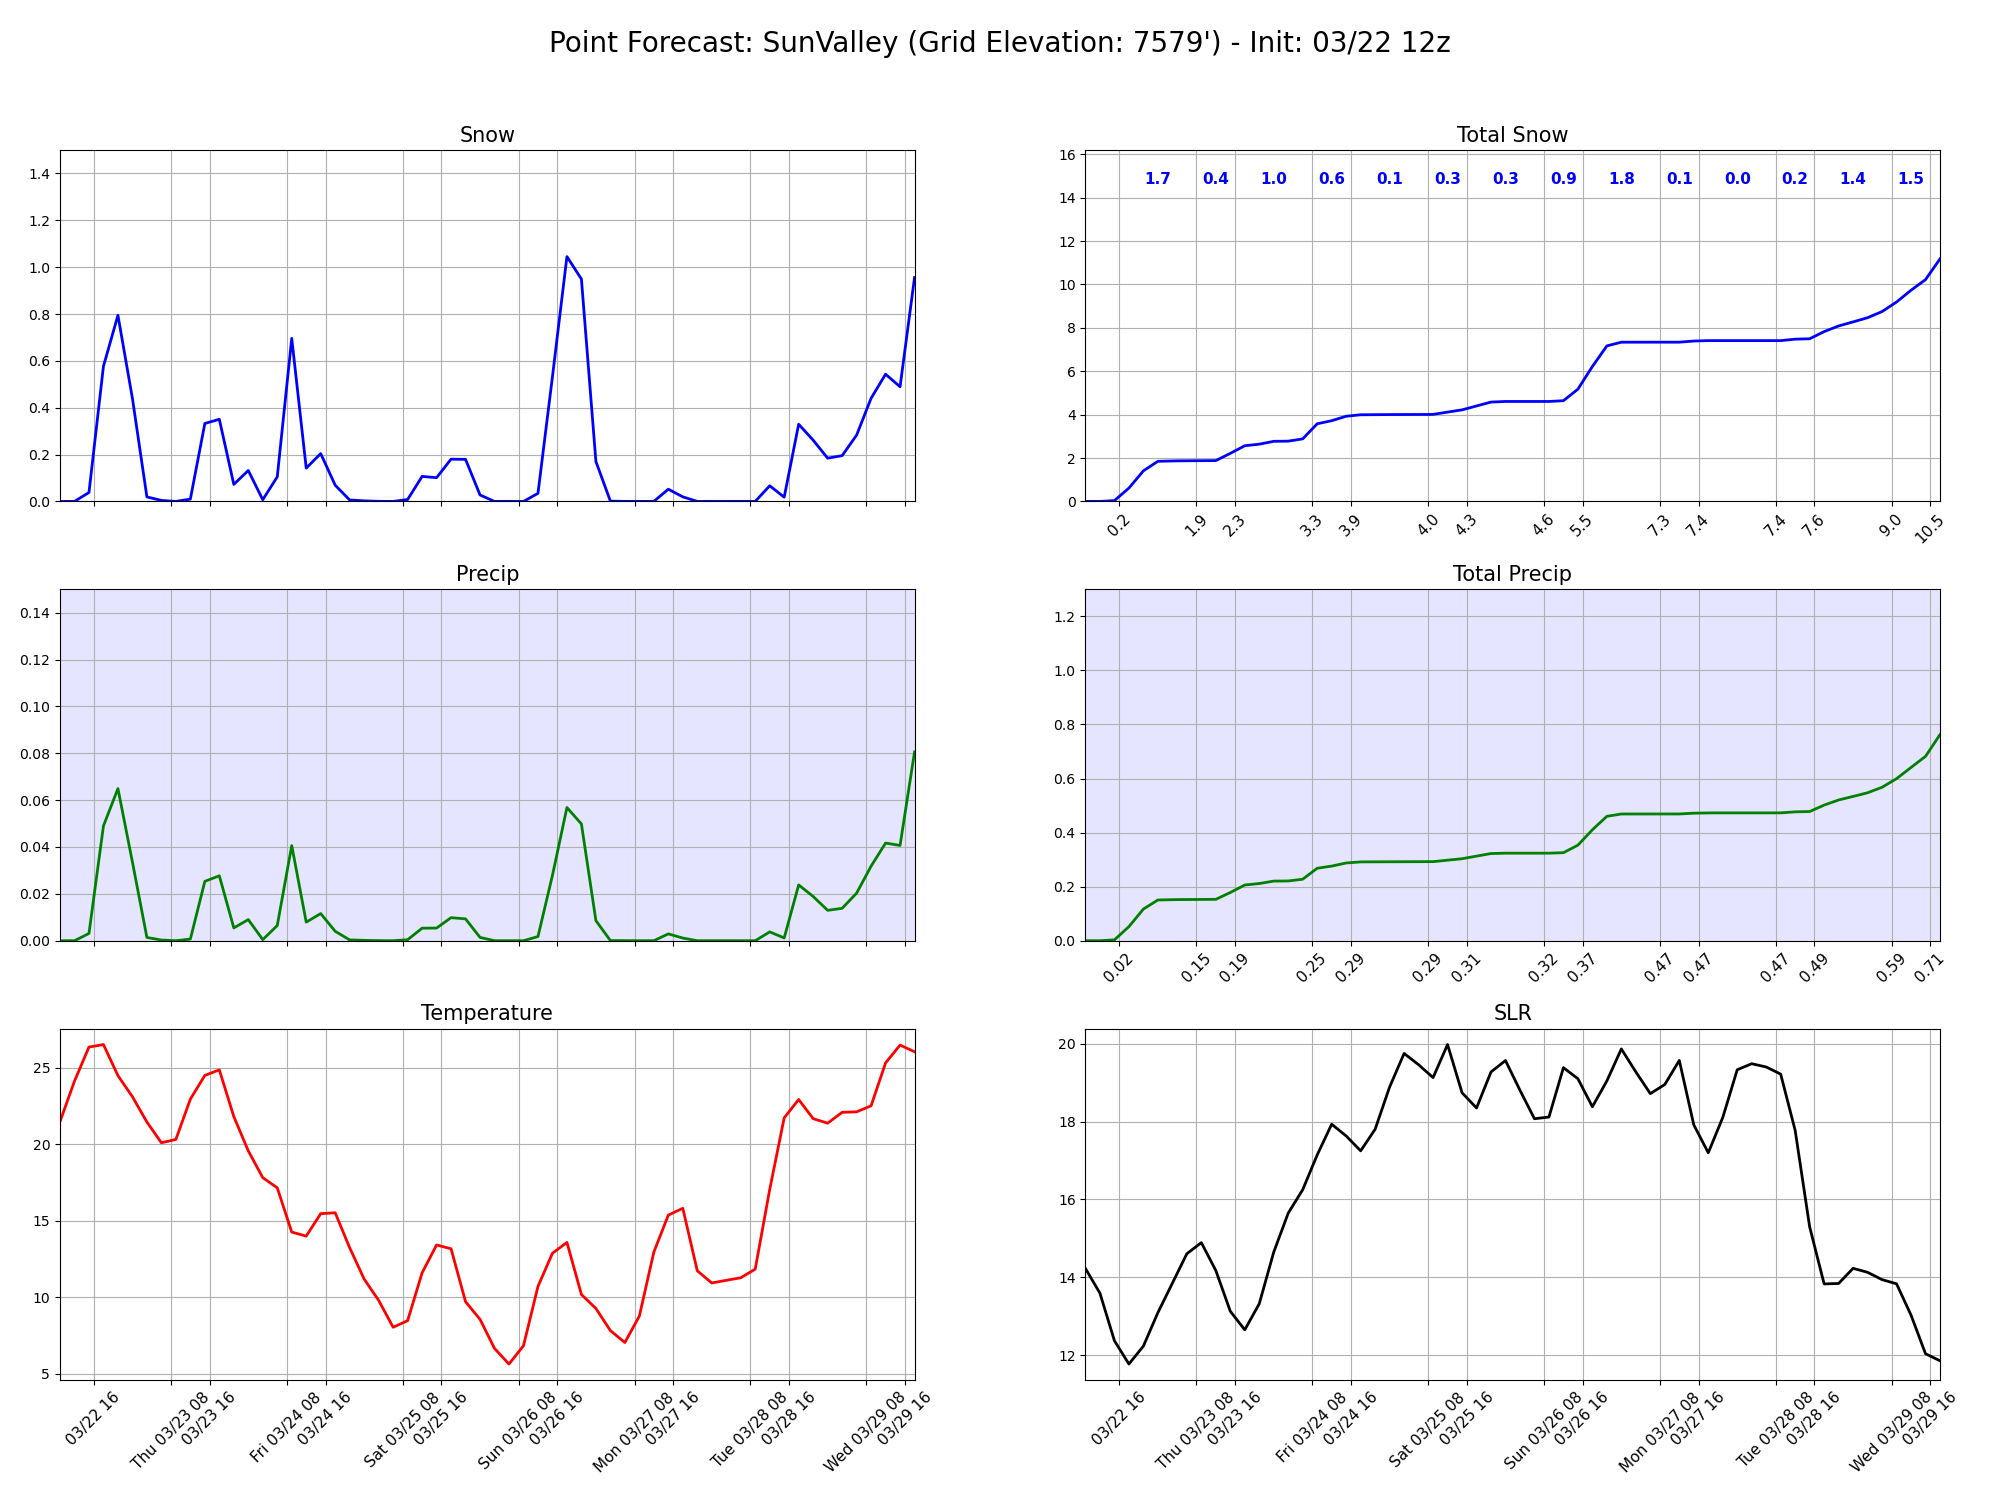 Point Forecast: SunValley (Grid Elevation: 7579') - Init: 03/22 12z
Snow
1.4
1.2
1.0
0.8
0.6
0.4
0.2
0.0
Total Snow
16
14
12
10
8
6
4
2
0
1.7 0.4 1.0 0.6 0.1 0.3 0.3 0.9 1.8 0.1 0.0 0.2 1.4 1.5
0.2 1.9 2.3 3.3 3.9 4.0 4.3 4.6 5.5 7.3 7.4 7.4 7.6 9.0 10.5
Precip
0.14
0.12
0.10
0.08
0.06
0.04
0.02
0.00
Total Precip
1.2
1.0
0.8
0.6
0.4
0.2
0.0
0.02 0.15 0.19 0.25 0.29 0.29 0.31 0.32 0.37 0.47 0.47 0.47 0.49 0.59 0.71
Temperature
25
20
15
10
5
03/22 16
Thu 03/23 08
03/23 16
Fri 03/24 08
03/24 16
Sat 03/25 08
03/25 16
Sun 03/26 08
03/26 16
Mon 03/27 08
03/27 16
Tue 03/28 08
03/28 16
Wed 03/29 08
03/29 16
SLR
20
18
16
14
12
03/22 16
Thu 03/23 08
03/23 16
Fri 03/24 08
03/24 16
Sat 03/25 08
03/25 16
Sun 03/26 08
03/26 16
Mon 03/27 08
03/27 16
Tue 03/28 08
03/28 16
Wed 03/29 08
03/29 16